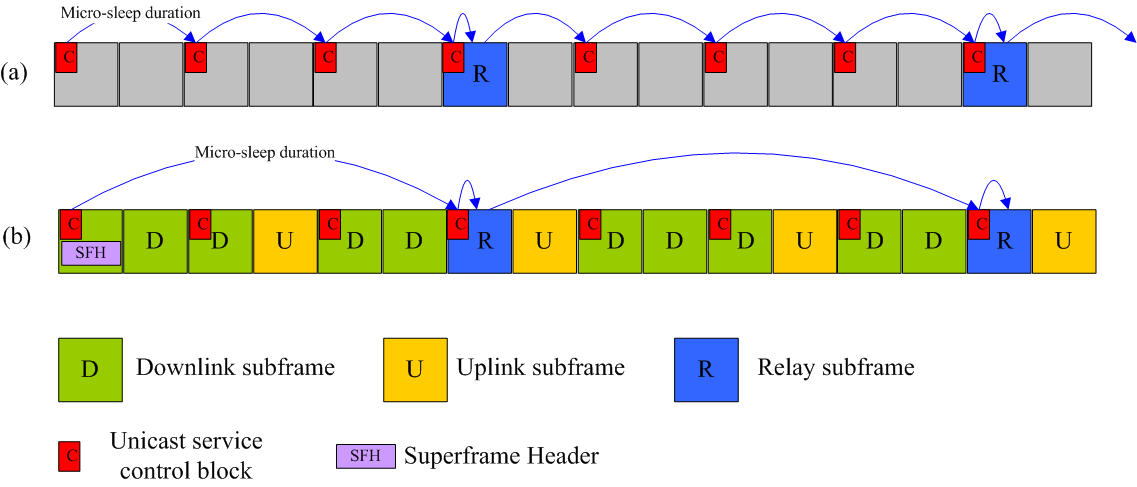 Micro-sleep duration
(a) C C C C R C C C C R
Micro-sleep duration
(b) C SFH D C D U C D D C R U C D D C D U C D D C R U
D Downlink subframe U Uplink subframe R Relay subframe
C Unicast service control block SFH Superframe Header